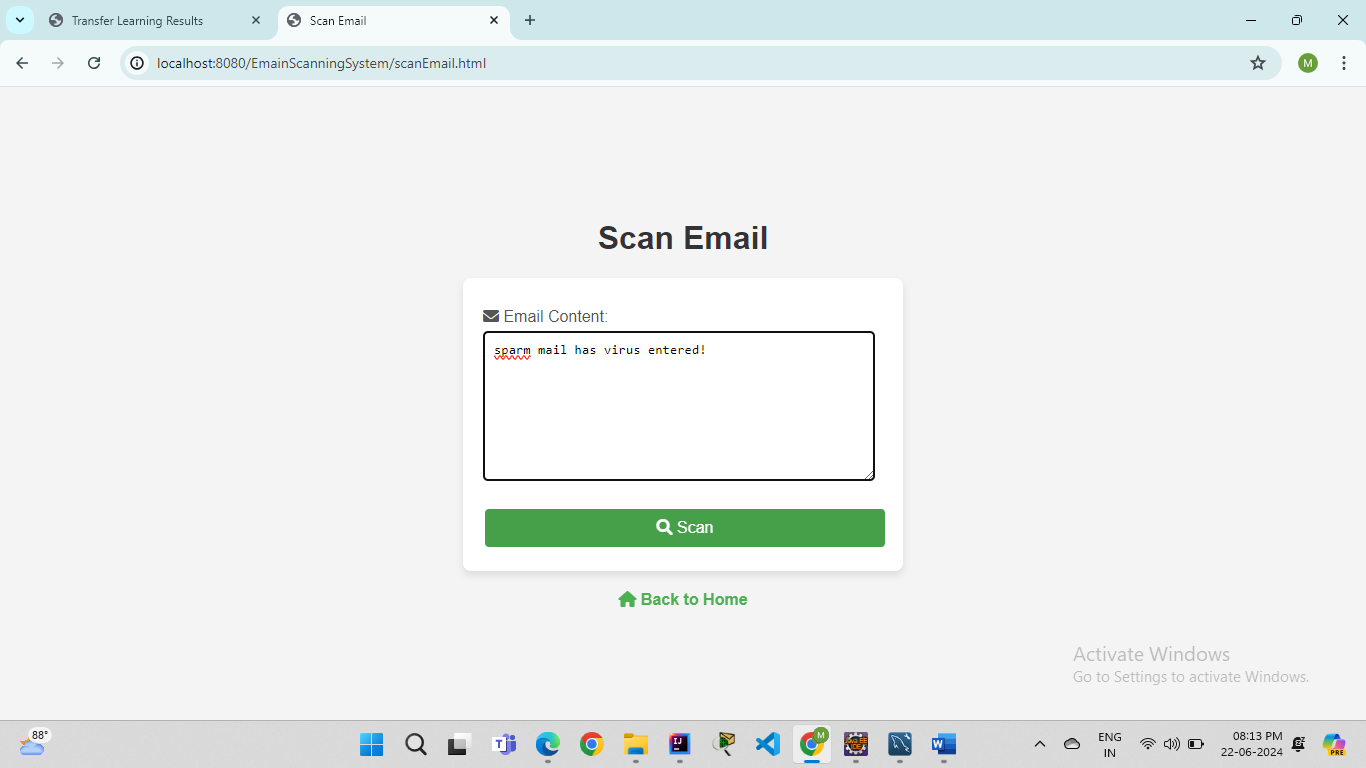 Transfer Learning Results
Scan Email
localhost:8080/EmainScanningSystem/scanEmail.html
M
Scan Email
Email Content:
sparm mail has virus entered!
Scan
Back to Home
Activate Windows
Go to Settings to activate Windows.
88°
M
ENG
IN
08:13 PM
22-06-2024
PRE